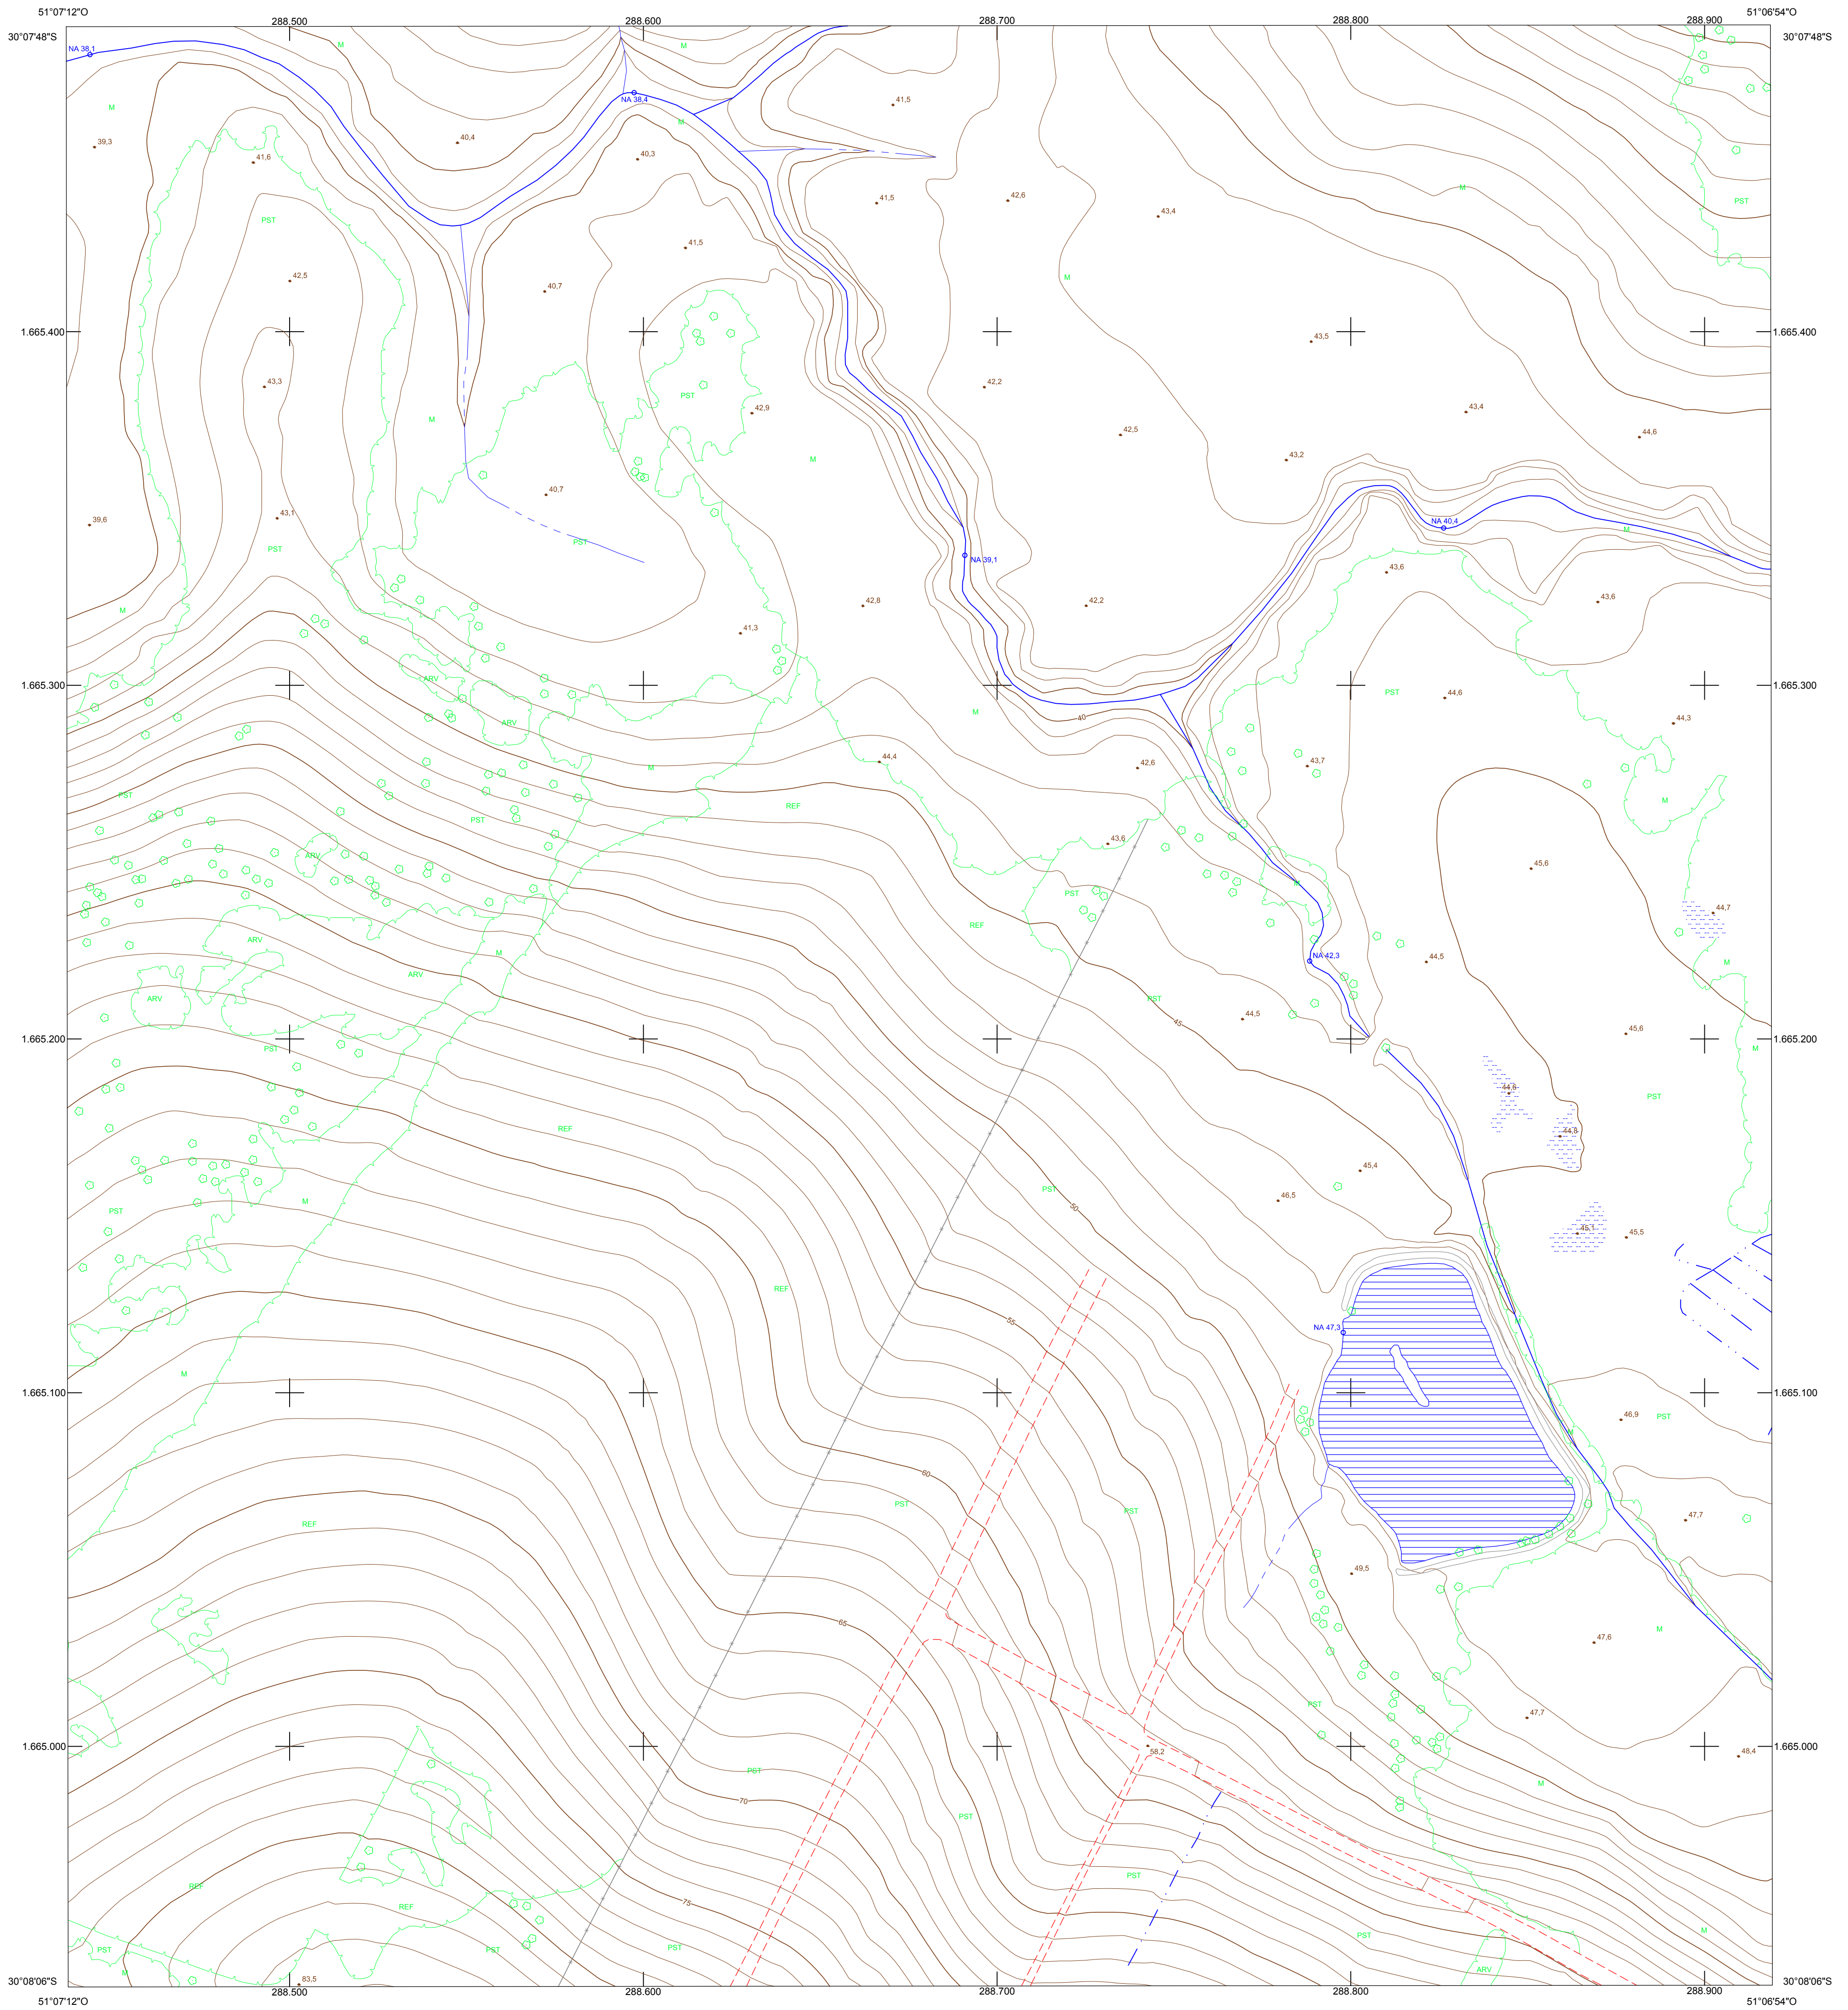 51°07'12"O 288.500 288.600 288.700 288.800 288.900 51°06'54"O
30°07'48"S 30°07'48"S
NA 38,1 M M
M NA 38,4 M 41,5
39,3 41,6 40,4 40,3
M PST
PST 41,5 42,6 43,4
41,5
42,5 40,7 M
1.665.400 43,5 1.665.400
43,3 PST 42,2
M 42,9 43,4
42,5 44,6
M 43,2
40,7
39,6 43,1 NA 40,4 M
PST PST NA 39,1
43,6
M 42,8 42,2 43,6
41,3
1.665.300 ARV PST 44,6 1.665.300
ARV M 40 44,3
M 44,4 42,6 43,7
PST REF M
PST
ARV 43,6 45,6
M
PST
REF 44,7
ARV M
NA 42,3 44,5 M
ARV ARV PST
44,5 45
45,6
1.665.200 1.665.200
PST M
44,6 PST
REF 44,8
45,4
PST
M 46,5
PST 50
45,1 45,5
REF
55 M
NA 47,3
M
1.665.100 1.665.100
46,9 PST
M
60
PST PST
REF 47,7
49,5
65 M
47,6
PST 47,7
1.665.000 58,2 48,4 1.665.000
PST M
70
PST
REF PST
REF 75
M
PST PST PST PST
M ARV
83,5
30°08'06"S 30°08'06"S
51°07'12"O 288.500 288.600 288.700 288.800 288.900 51°06'54"O